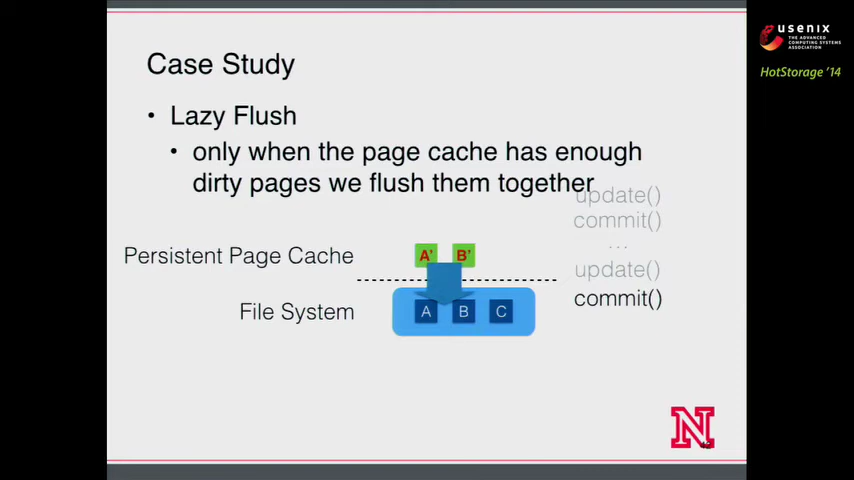 usenix
THE ADVANCED
COMPUTING SYSTEMS
ASSOCIATION
HotStorage '14
Case Study
• Lazy Flush
• only when the page cache has enough
dirty pages we flush them together
update()
commit()
...
update()
commit()
Persistent Page Cache
A' B'
File System
A B C
N